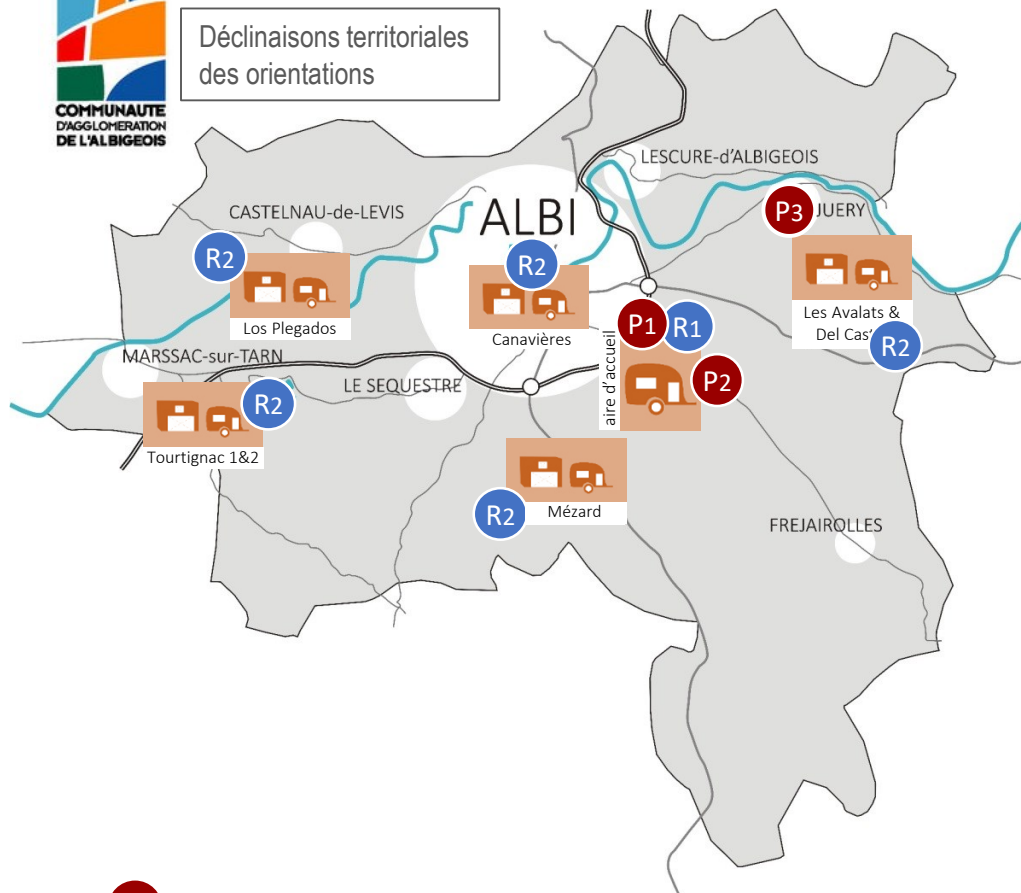 COMMUNAUTE
D'AGGLOMERATION
DE L'ALBIGEOIS
Déclinaisons territoriales
des orientations
LESCURE-d'ALBIGEOIS
CASTELNAU-de-LEVIS
ALBI
P3
JUERY
R2
R2
Los Plegados
Canavières
Les Avalats &
Del Cas
R2
P1
R1
MARSSAC-sur-TARN
LE SEQUESTRE
aire d'accueil
P2
R2
Tourtignac 1&2
R2
Mézard
FREJAIROLLES